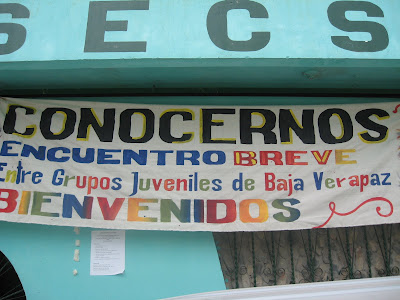 SECS
CONOCERNOS
ENCUENTRO BREVE
Entre Grupos Juveniles de Baja Verapaz
BIENVENIDOS